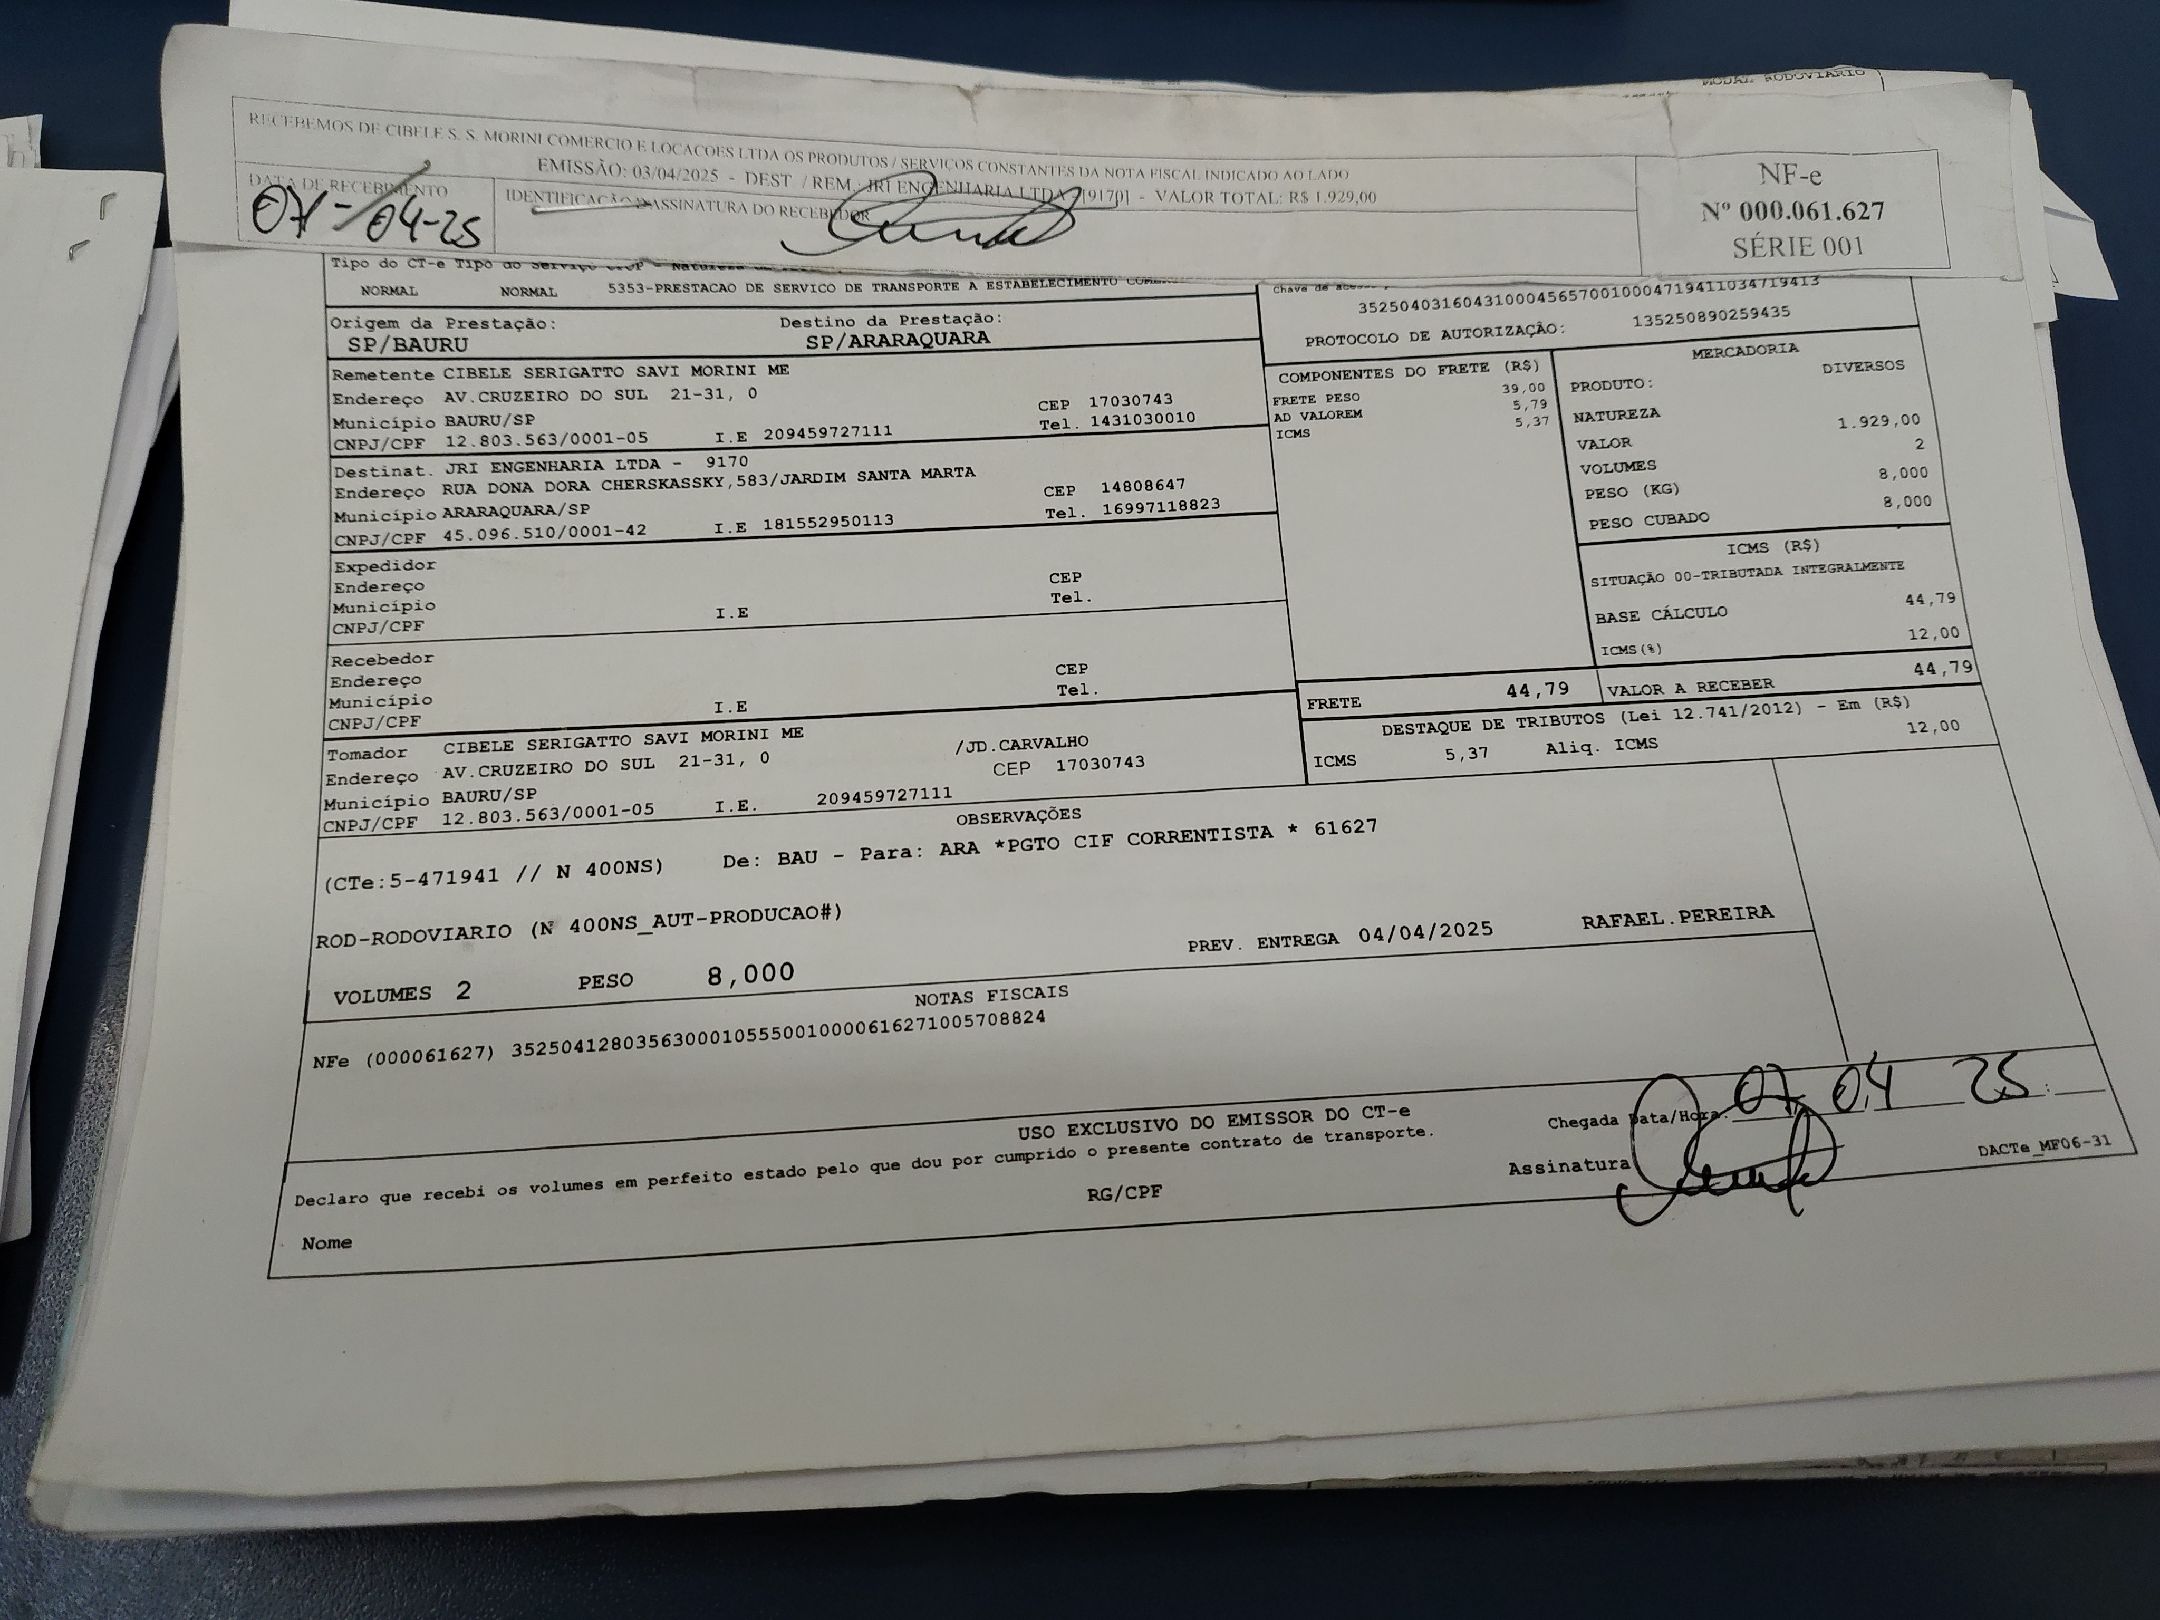 MODAL RODOVIARIO
RECEBEMOS DE CIBELE S. S. MORINI COMERCIO E LOCACOES LTDA OS PRODUTOS / SERVIÇOS CONSTANTES DA NOTA FISCAL INDICADO AO LADO
EMISSÃO: 03/04/2025 - DEST. / REM.: JRI ENGENHARIA LTDA - [9170] - VALOR TOTAL: R$ 1.929,00
DATA DE RECEBIMENTO
07-04-25
IDENTIFICAÇÃO ASSINATURA DO RECEBEDOR
NF-e
Nº 000.061.627
SÉRIE 001
Tipo do CT-e Tipo do Serviço
NORMAL NORMAL 5353-PRESTACAO DE SERVICO DE TRANSPORTE A ESTABELECIMENTO
Chave de
35250403160431000456570010004719411034719413
PROTOCOLO DE AUTORIZAÇÃO: 135250890259435
Origem da Prestação: Destino da Prestação:
SP/BAURU SP/ARARAQUARA
Remetente CIBELE SERIGATTO SAVI MORINI ME
Endereço AV.CRUZEIRO DO SUL 21-31, 0 CEP 17030743
Município BAURU/SP Tel. 1431030010
CNPJ/CPF 12.803.563/0001-05 I.E 209459727111
Destinat. JRI ENGENHARIA LTDA - 9170
Endereço RUA DONA DORA CHERSKASSKY,583/JARDIM SANTA MARTA CEP 14808647
Município ARARAQUARA/SP Tel. 16997118823
CNPJ/CPF 45.096.510/0001-42 I.E 181552950113
Expedidor
Endereço CEP
Município Tel.
CNPJ/CPF I.E
Recebedor
Endereço CEP
Município Tel.
CNPJ/CPF I.E
Tomador CIBELE SERIGATTO SAVI MORINI ME
Endereço AV.CRUZEIRO DO SUL 21-31, 0 /JD.CARVALHO
Município BAURU/SP CEP 17030743
CNPJ/CPF 12.803.563/0001-05 I.E. 209459727111
COMPONENTES DO FRETE (R$)
FRETE PESO 39,00
AD VALOREM 5,79
ICMS 5,37
MERCADORIA
PRODUTO: DIVERSOS
NATUREZA
VALOR 1.929,00
VOLUMES 2
PESO (KG) 8,000
PESO CUBADO 8,000
ICMS (R$)
SITUAÇÃO 00-TRIBUTADA INTEGRALMENTE
BASE CÁLCULO 44,79
ICMS(%) 12,00
FRETE 44,79 VALOR A RECEBER 44,79
DESTAQUE DE TRIBUTOS (Lei 12.741/2012) - Em (R$)
ICMS 5,37 Aliq. ICMS 12,00
OBSERVAÇÕES
(CTe:5-471941 // N 400NS) De: BAU - Para: ARA *PGTO CIF CORRENTISTA * 61627
ROD-RODOVIARIO (N 400NS_AUT-PRODUCAO#)
PREV. ENTREGA 04/04/2025 RAFAEL.PEREIRA
VOLUMES 2 PESO 8,000
NOTAS FISCAIS
NFe (000061627) 35250412803563000105550010000616271005708824
USO EXCLUSIVO DO EMISSOR DO CT-e
Declaro que recebi os volumes em perfeito estado pelo que dou por cumprido o presente contrato de transporte.
Chegada Data/Hora: 07 04 25 :
Assinatura
DACTe_MF06-31
Nome RG/CPF